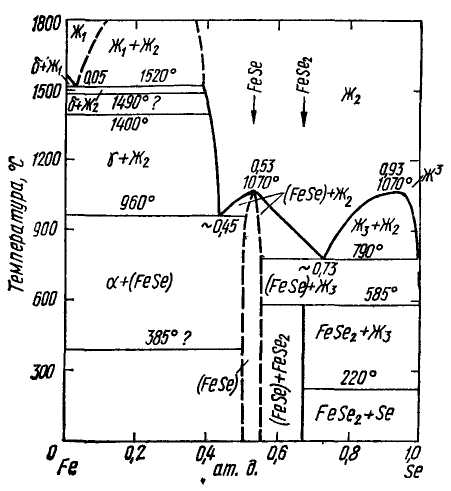 1800
Ж₁
Ж₁+Ж₂
δ+Ж₁
0,05
1520°
FeSe
FeSe₂
Ж₂
1500
δ+Ж₂
1490° ?
1400°
1200
γ+Ж₂
0,53
1070°
0,93
1070°
Ж₃
(FeSe)+Ж₂
960°
900
~0,45
Ж₃+Ж₂
790°
~0,73
α+(FeSe)
(FeSe)+Ж₃
600
585°
385° ?
FeSe₂+Ж₃
300
(FeSe)
(FeSe)+FeSe₂
220°
FeSe₂+Se
Температура, °C
0
0
0,2
0,4
0,6
0,8
1,0
Fe
ат. д.
Se